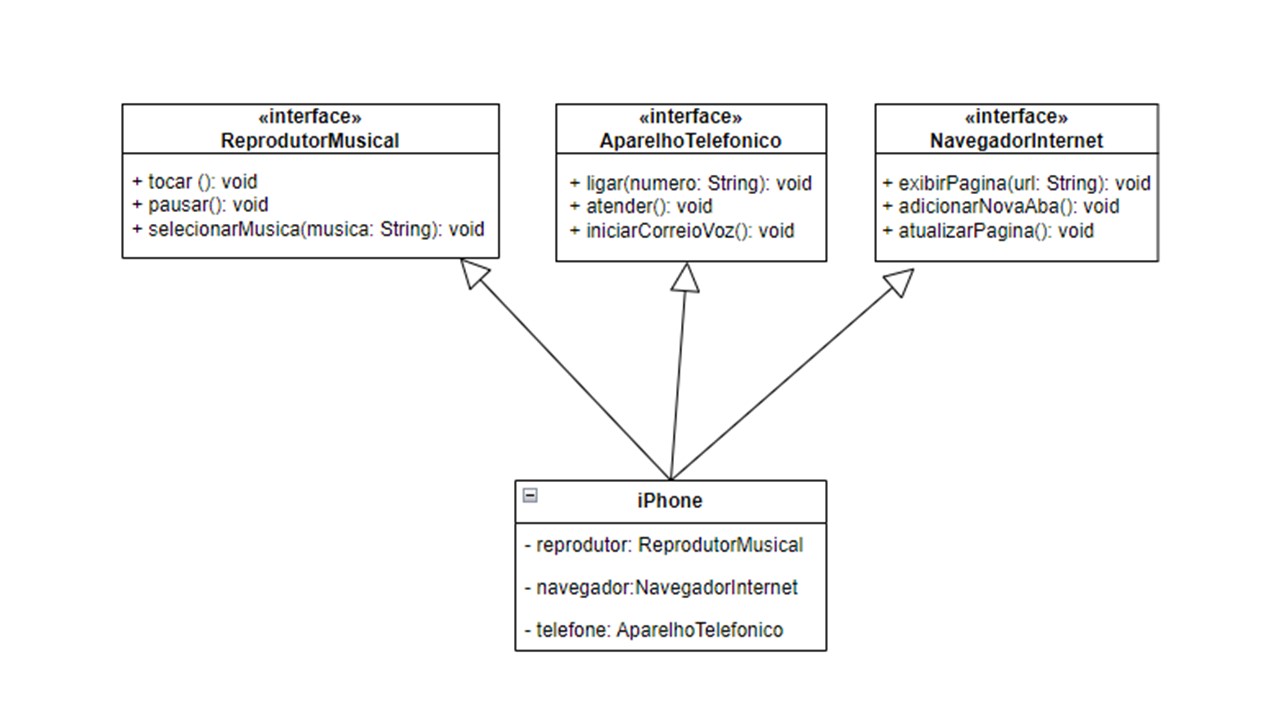 «interface»
ReprodutorMusical
+ tocar (): void
+ pausar(): void
+ selecionarMusica(musica: String): void
«interface»
AparelhoTelefonico
+ ligar(numero: String): void
+ atender(): void
+ iniciarCorreioVoz(): void
«interface»
NavegadorInternet
+ exibirPagina(url: String): void
+ adicionarNovaAba(): void
+ atualizarPagina(): void
iPhone
- reprodutor: ReprodutorMusical
- navegador:NavegadorInternet
- telefone: AparelhoTelefonico